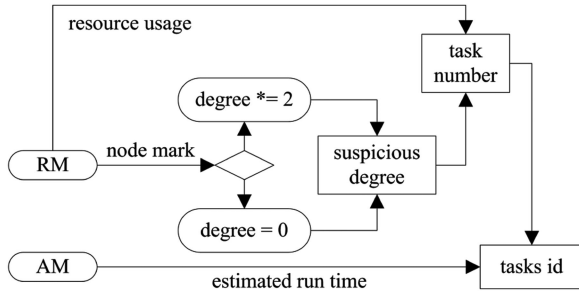 resource usage
task
number
degree *= 2
RM
node mark
suspicious
degree
degree = 0
AM
estimated run time
tasks id